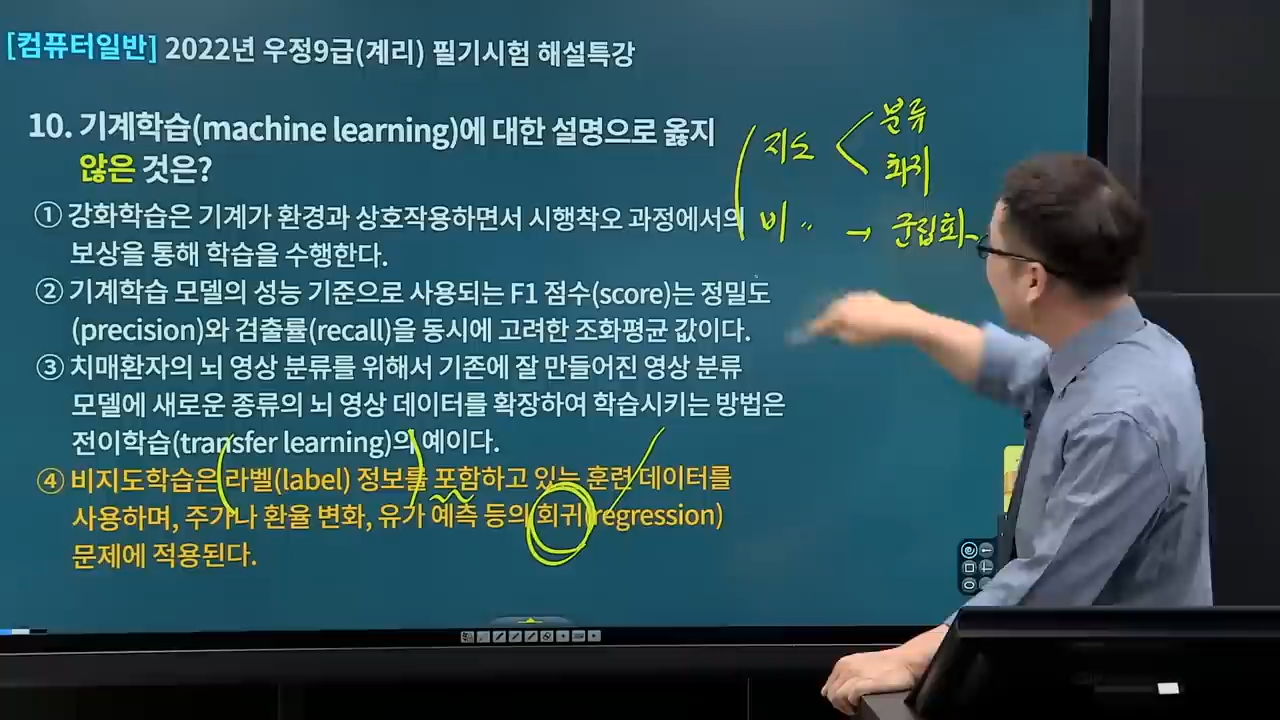 [컴퓨터일반] 2022년 우정9급(계리) 필기시험 해설특강
10. 기계학습(machine learning)에 대한 설명으로 옳지
않은 것은?
① 강화학습은 기계가 환경과 상호작용하면서 시행착오 과정에서의
보상을 통해 학습을 수행한다.
② 기계학습 모델의 성능 기준으로 사용되는 F1 점수(score)는 정밀도
(precision)와 검출률(recall)을 동시에 고려한 조화평균 값이다.
③ 치매환자의 뇌 영상 분류를 위해서 기존에 잘 만들어진 영상 분류
모델에 새로운 종류의 뇌 영상 데이터를 확장하여 학습시키는 방법은
전이학습(transfer learning)의 예이다.
④ 비지도학습은 라벨(label) 정보를 포함하고 있는 훈련 데이터를
사용하며, 주가나 환율 변화, 유가 예측 등의 회귀(regression)
문제에 적용된다.
지도 < 분류
회귀
비 〃 → 군집화